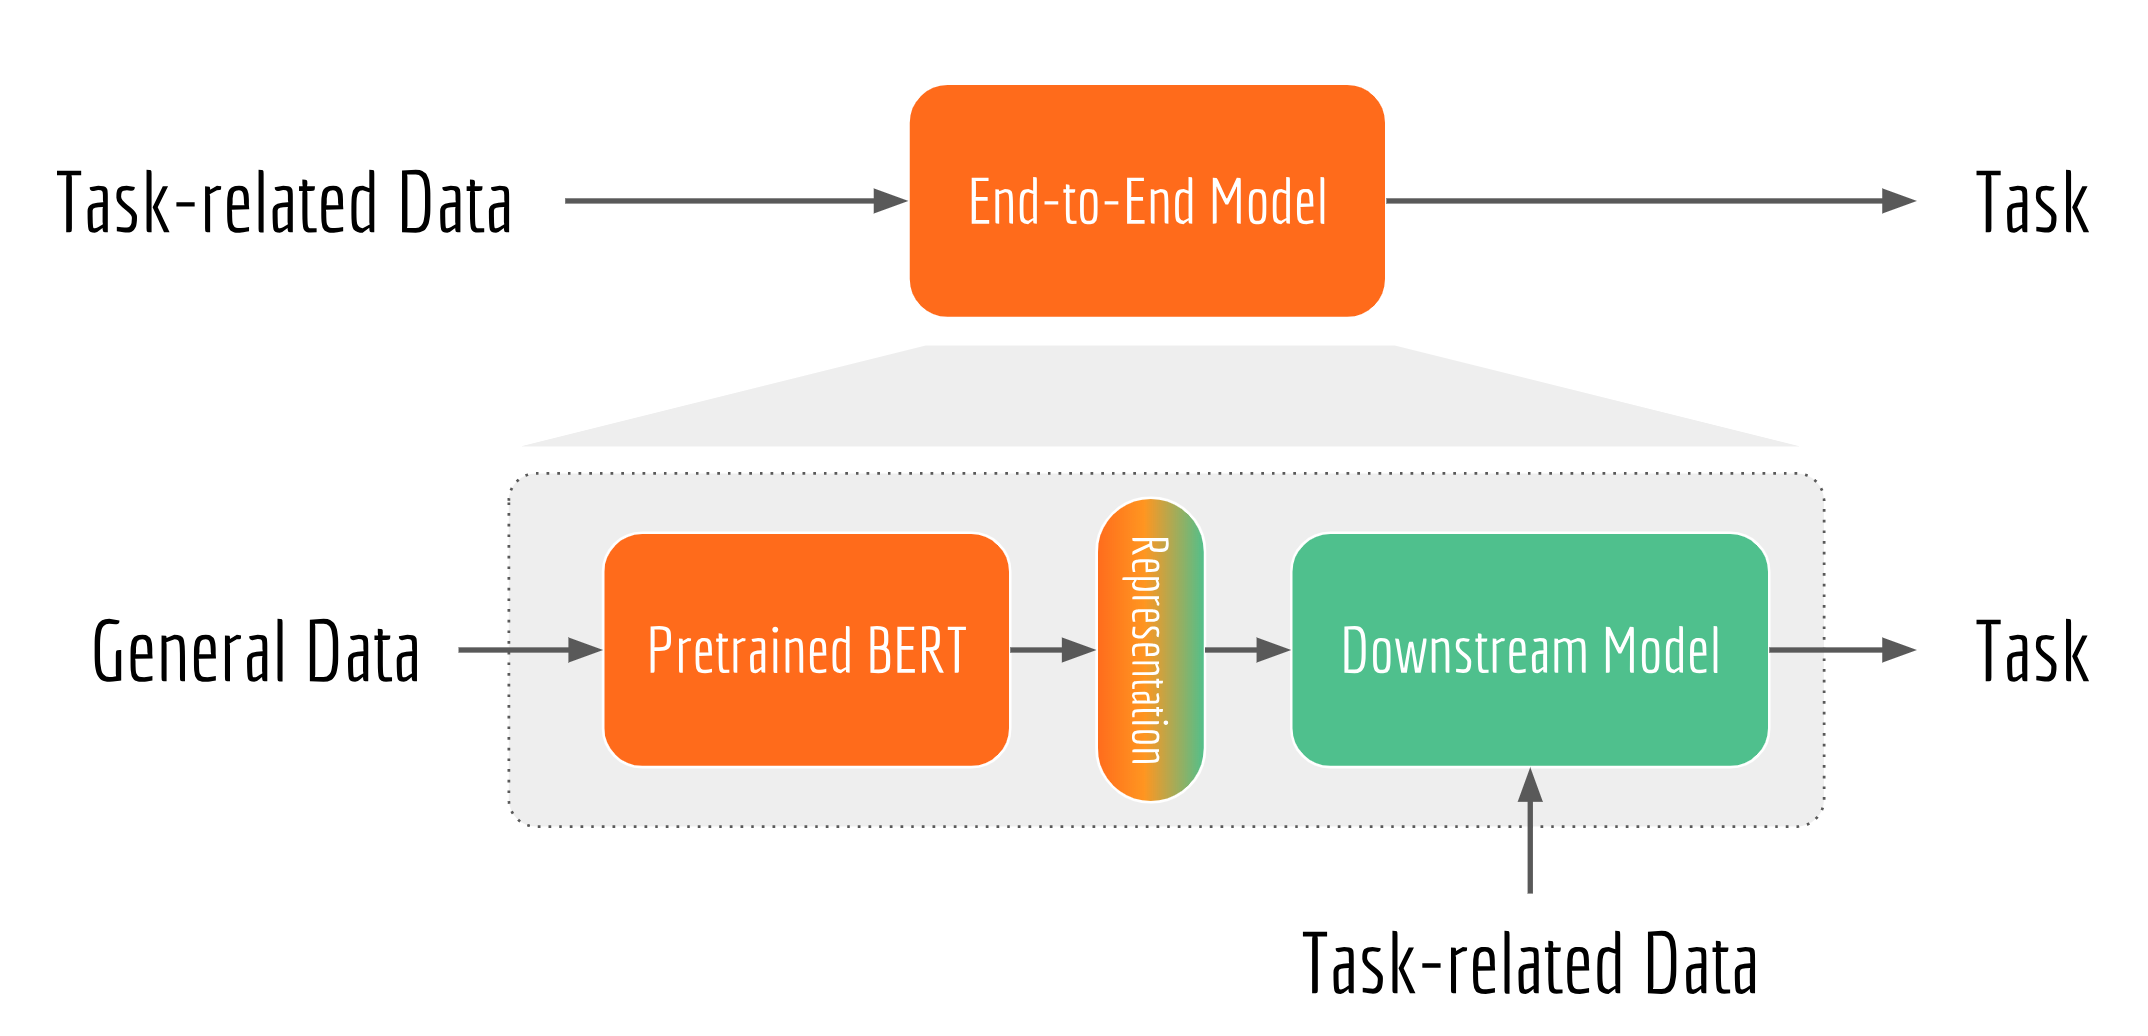 Task-related Data
End-to-End Model
Task
General Data
Pretrained BERT
Representation
Downstream Model
Task
Task-related Data